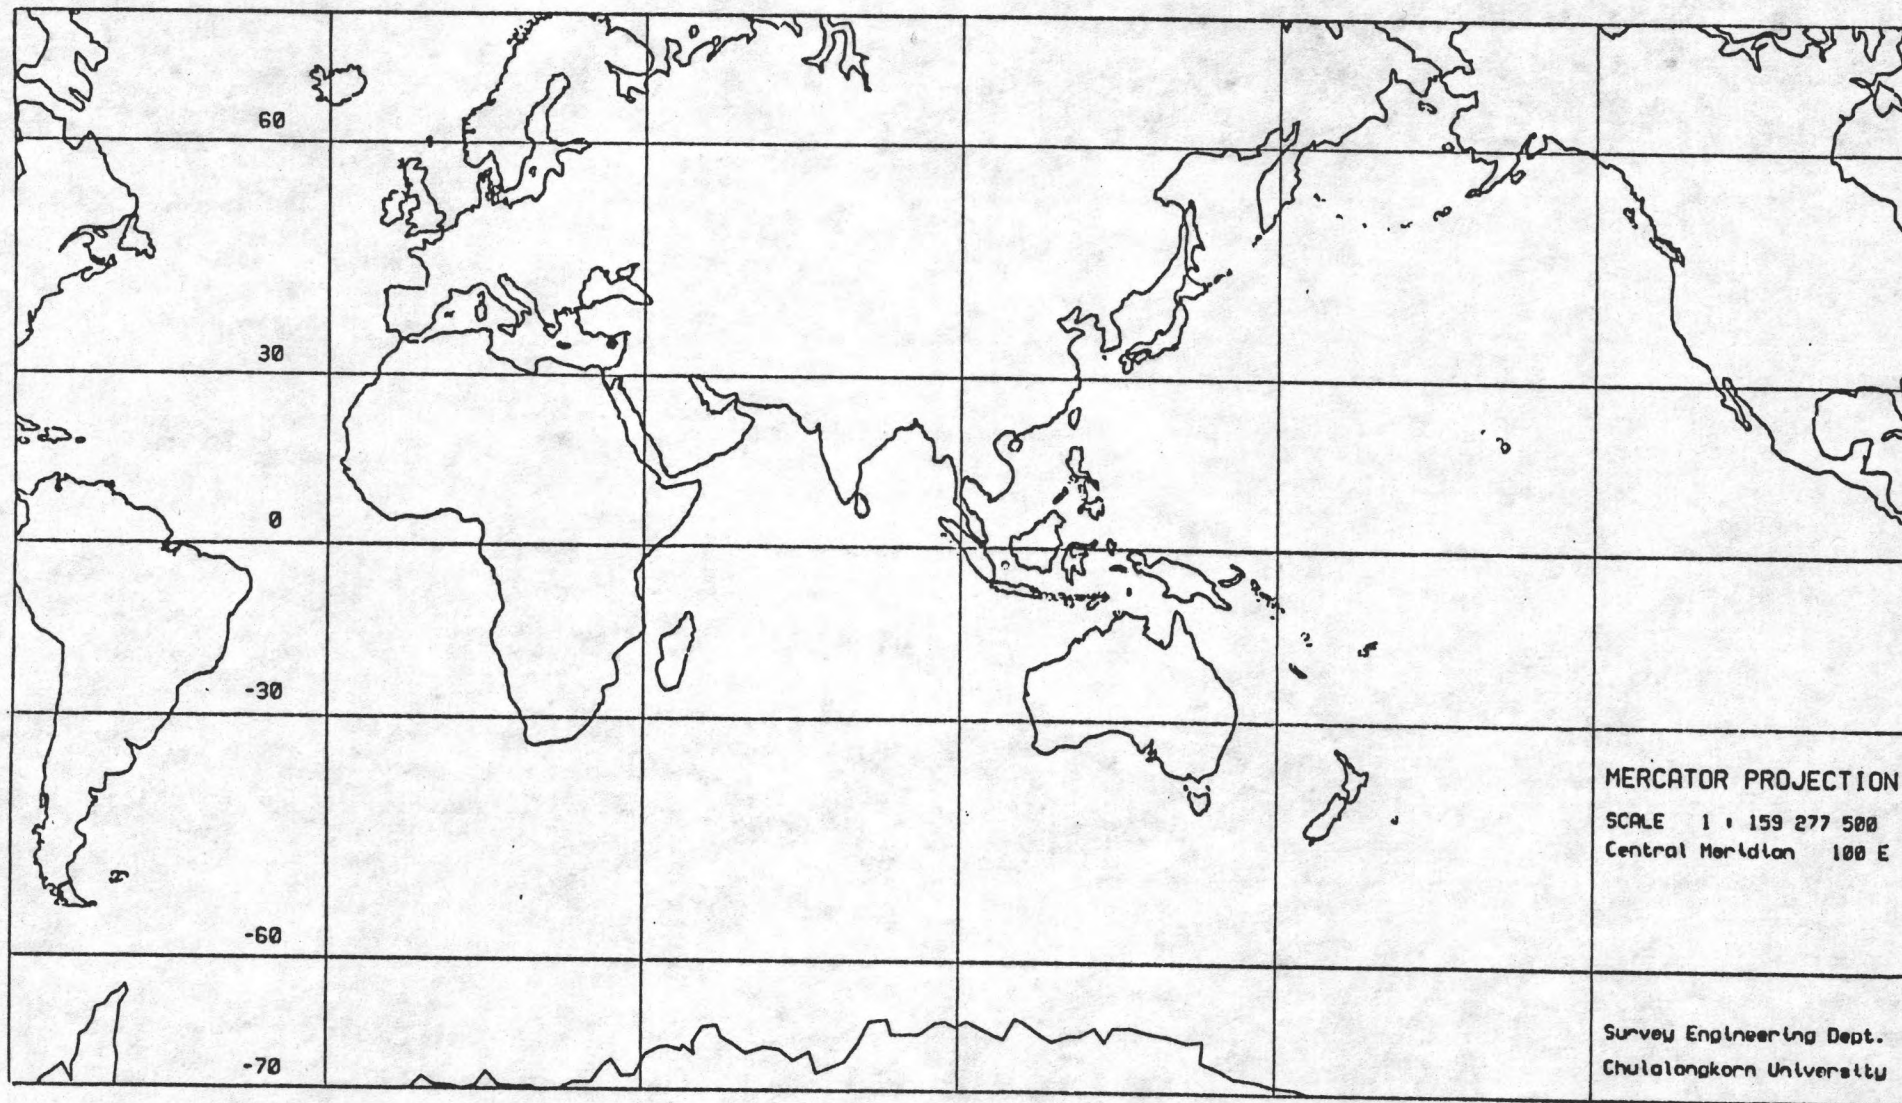 60
30
0
-30
-60
-70
MERCATOR PROJECTION
SCALE 1 : 159 277 500
Central Meridian 100 E
Survey Engineering Dept.
Chulalongkorn University